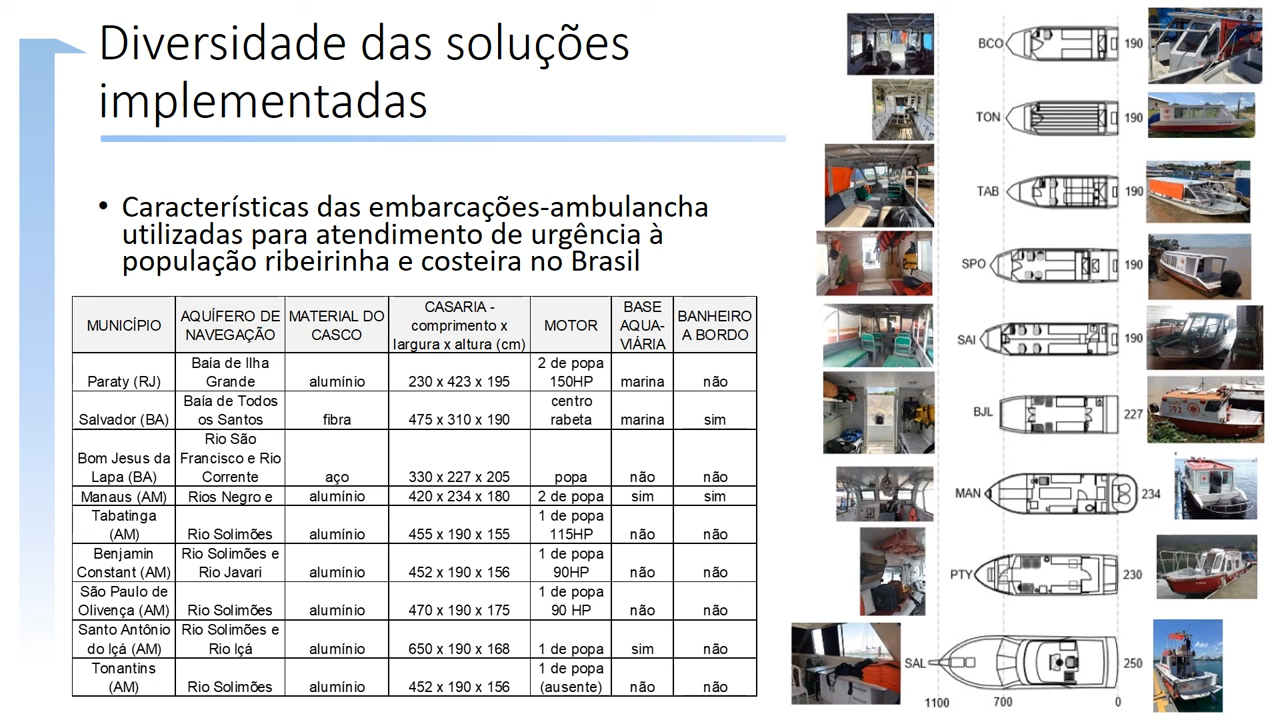 Diversidade das soluções
implementadas
• Características das embarcações-ambulancha
utilizadas para atendimento de urgência à
população ribeirinha e costeira no Brasil
MUNICÍPIO | AQUÍFERO DE NAVEGAÇÃO | MATERIAL DO CASCO | CASARIA - comprimento x largura x altura (cm) | MOTOR | BASE AQUA-VIÁRIA | BANHEIRO A BORDO
Paraty (RJ) | Baía de Ilha Grande | alumínio | 230 x 423 x 195 | 2 de popa 150HP | marina | não
Salvador (BA) | Baía de Todos os Santos | fibra | 475 x 310 x 190 | centro rabeta | marina | sim
Bom Jesus da Lapa (BA) | Rio São Francisco e Rio Corrente | aço | 330 x 227 x 205 | popa | não | não
Manaus (AM) | Rios Negro e | alumínio | 420 x 234 x 180 | 2 de popa | sim | sim
Tabatinga (AM) | Rio Solimões | alumínio | 455 x 190 x 155 | 1 de popa 115HP | não | não
Benjamin Constant (AM) | Rio Solimões e Rio Javari | alumínio | 452 x 190 x 156 | 1 de popa 90HP | não | não
São Paulo de Olivença (AM) | Rio Solimões | alumínio | 470 x 190 x 175 | 1 de popa 90 HP | não | não
Santo Antônio do Içá (AM) | Rio Solimões e Rio Içá | alumínio | 650 x 190 x 168 | 1 de popa | sim | não
Tonantins (AM) | Rio Solimões | alumínio | 452 x 190 x 156 | 1 de popa (ausente) | não | não
BCO 190
TON 190
TAB 190
SPO 190
SAI 190
BJL 227
192
MAN 234
PTY 230
SAL 250
1100 700 0